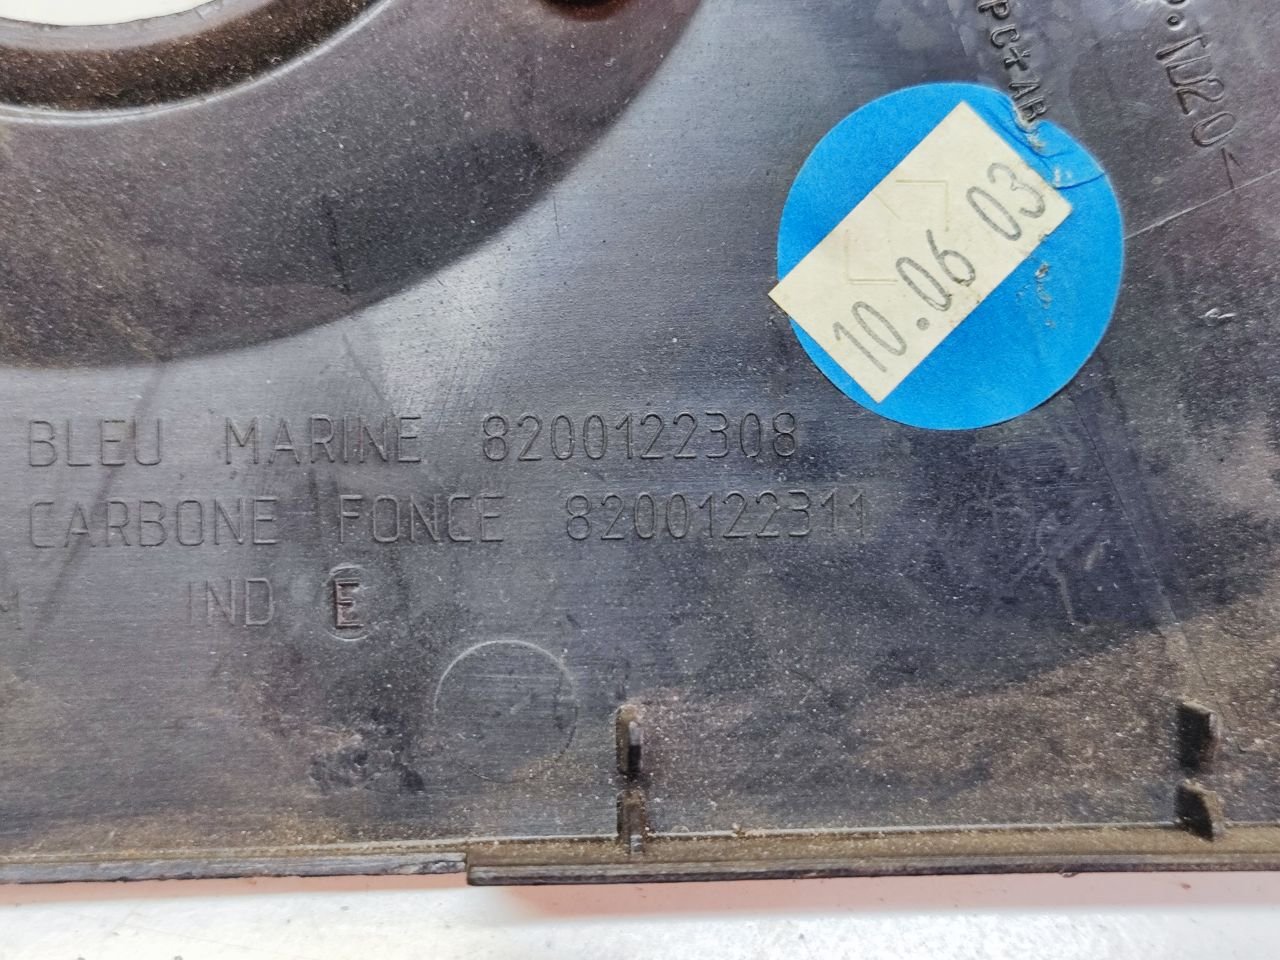 10.06 03
BLEU MARINE 8200122308
CARBONE FONCE 8200122311
IND E